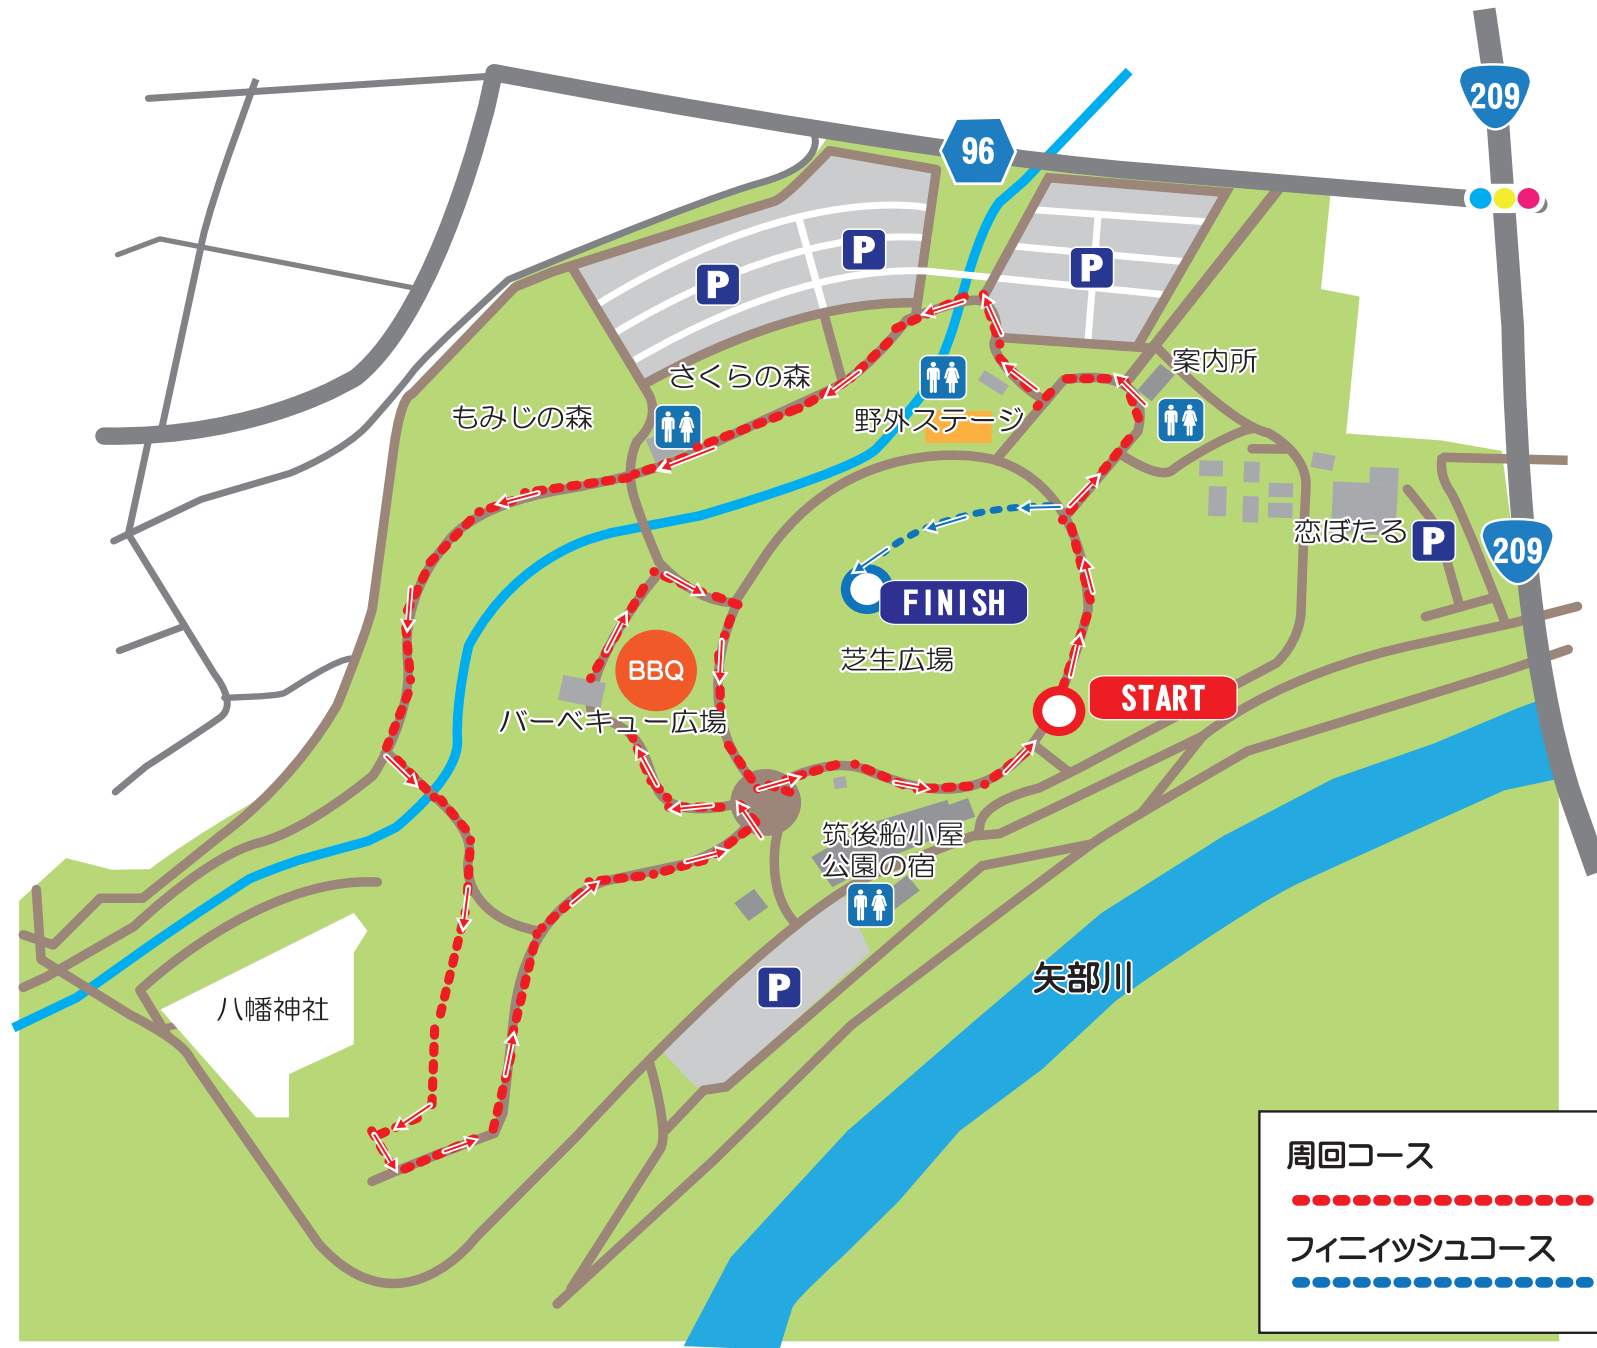 209
96
P
P
P
案内所
さくらの森
もみじの森
野外ステージ
恋ぼたる
P
209
FINISH
芝生広場
BBQ
START
バーベキュー広場
筑後船小屋
公園の宿
P
矢部川
八幡神社
周回コース
フィニィッシュコース